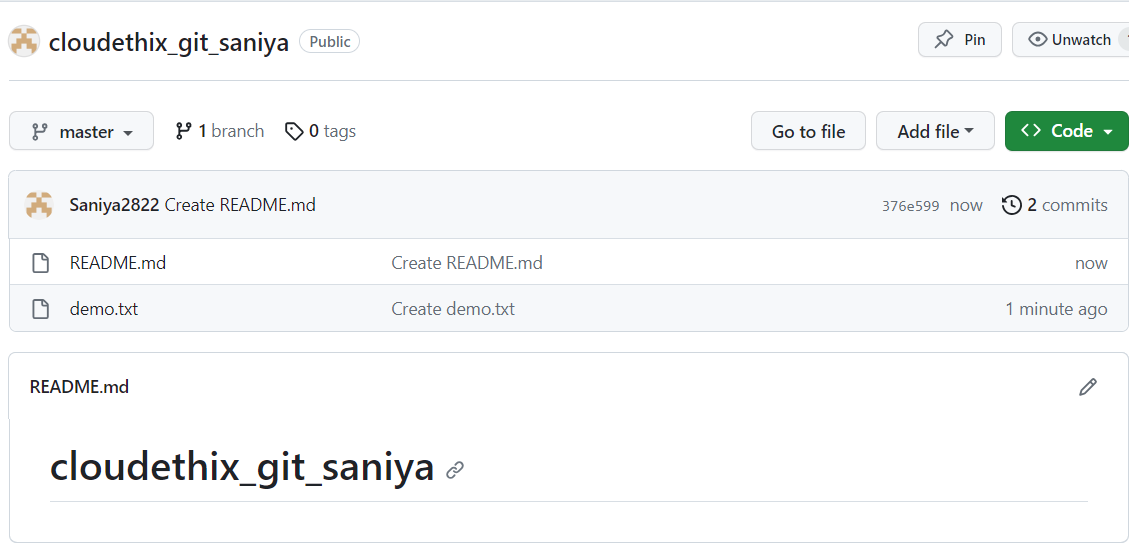 cloudethix_git_saniya Public Pin Unwatch
master 1 branch 0 tags Go to file Add file <> Code
Saniya2822 Create README.md 376e599 now 2 commits
README.md Create README.md now
demo.txt Create demo.txt 1 minute ago
README.md
cloudethix_git_saniya